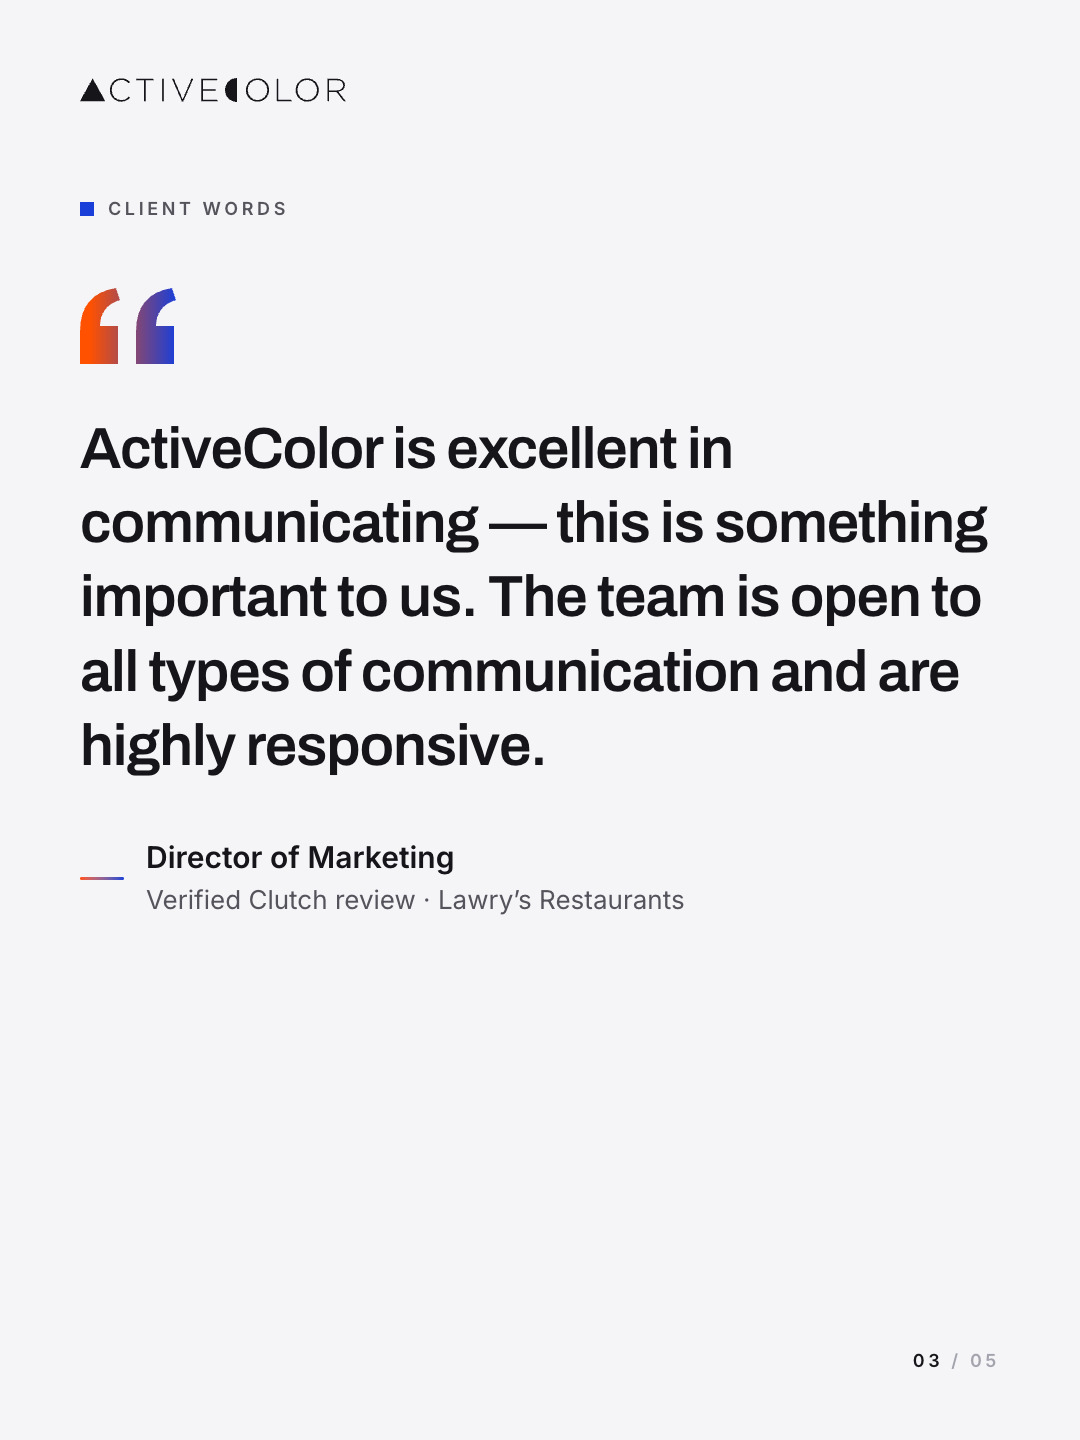 ACTIVECOLOR
CLIENT WORDS
“
ActiveColor is excellent in
communicating — this is something
important to us. The team is open to
all types of communication and are
highly responsive.
Director of Marketing
Verified Clutch review · Lawry’s Restaurants
03 / 05